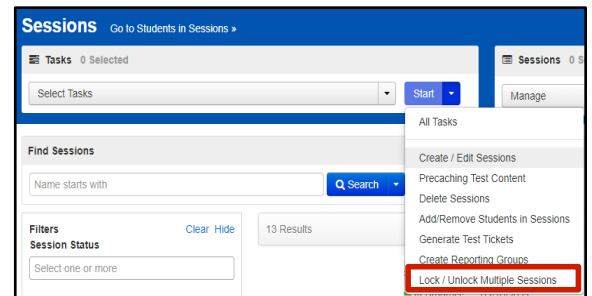 Sessions Go to Students in Sessions »
Tasks 0 Selected
Sessions 0 S
Select Tasks
Start
Manage
All Tasks
Create / Edit Sessions
Precaching Test Content
Delete Sessions
Add/Remove Students in Sessions
Generate Test Tickets
Create Reporting Groups
Lock / Unlock Multiple Sessions
Find Sessions
Name starts with
Search
Filters Clear Hide
Session Status
Select one or more
13 Results